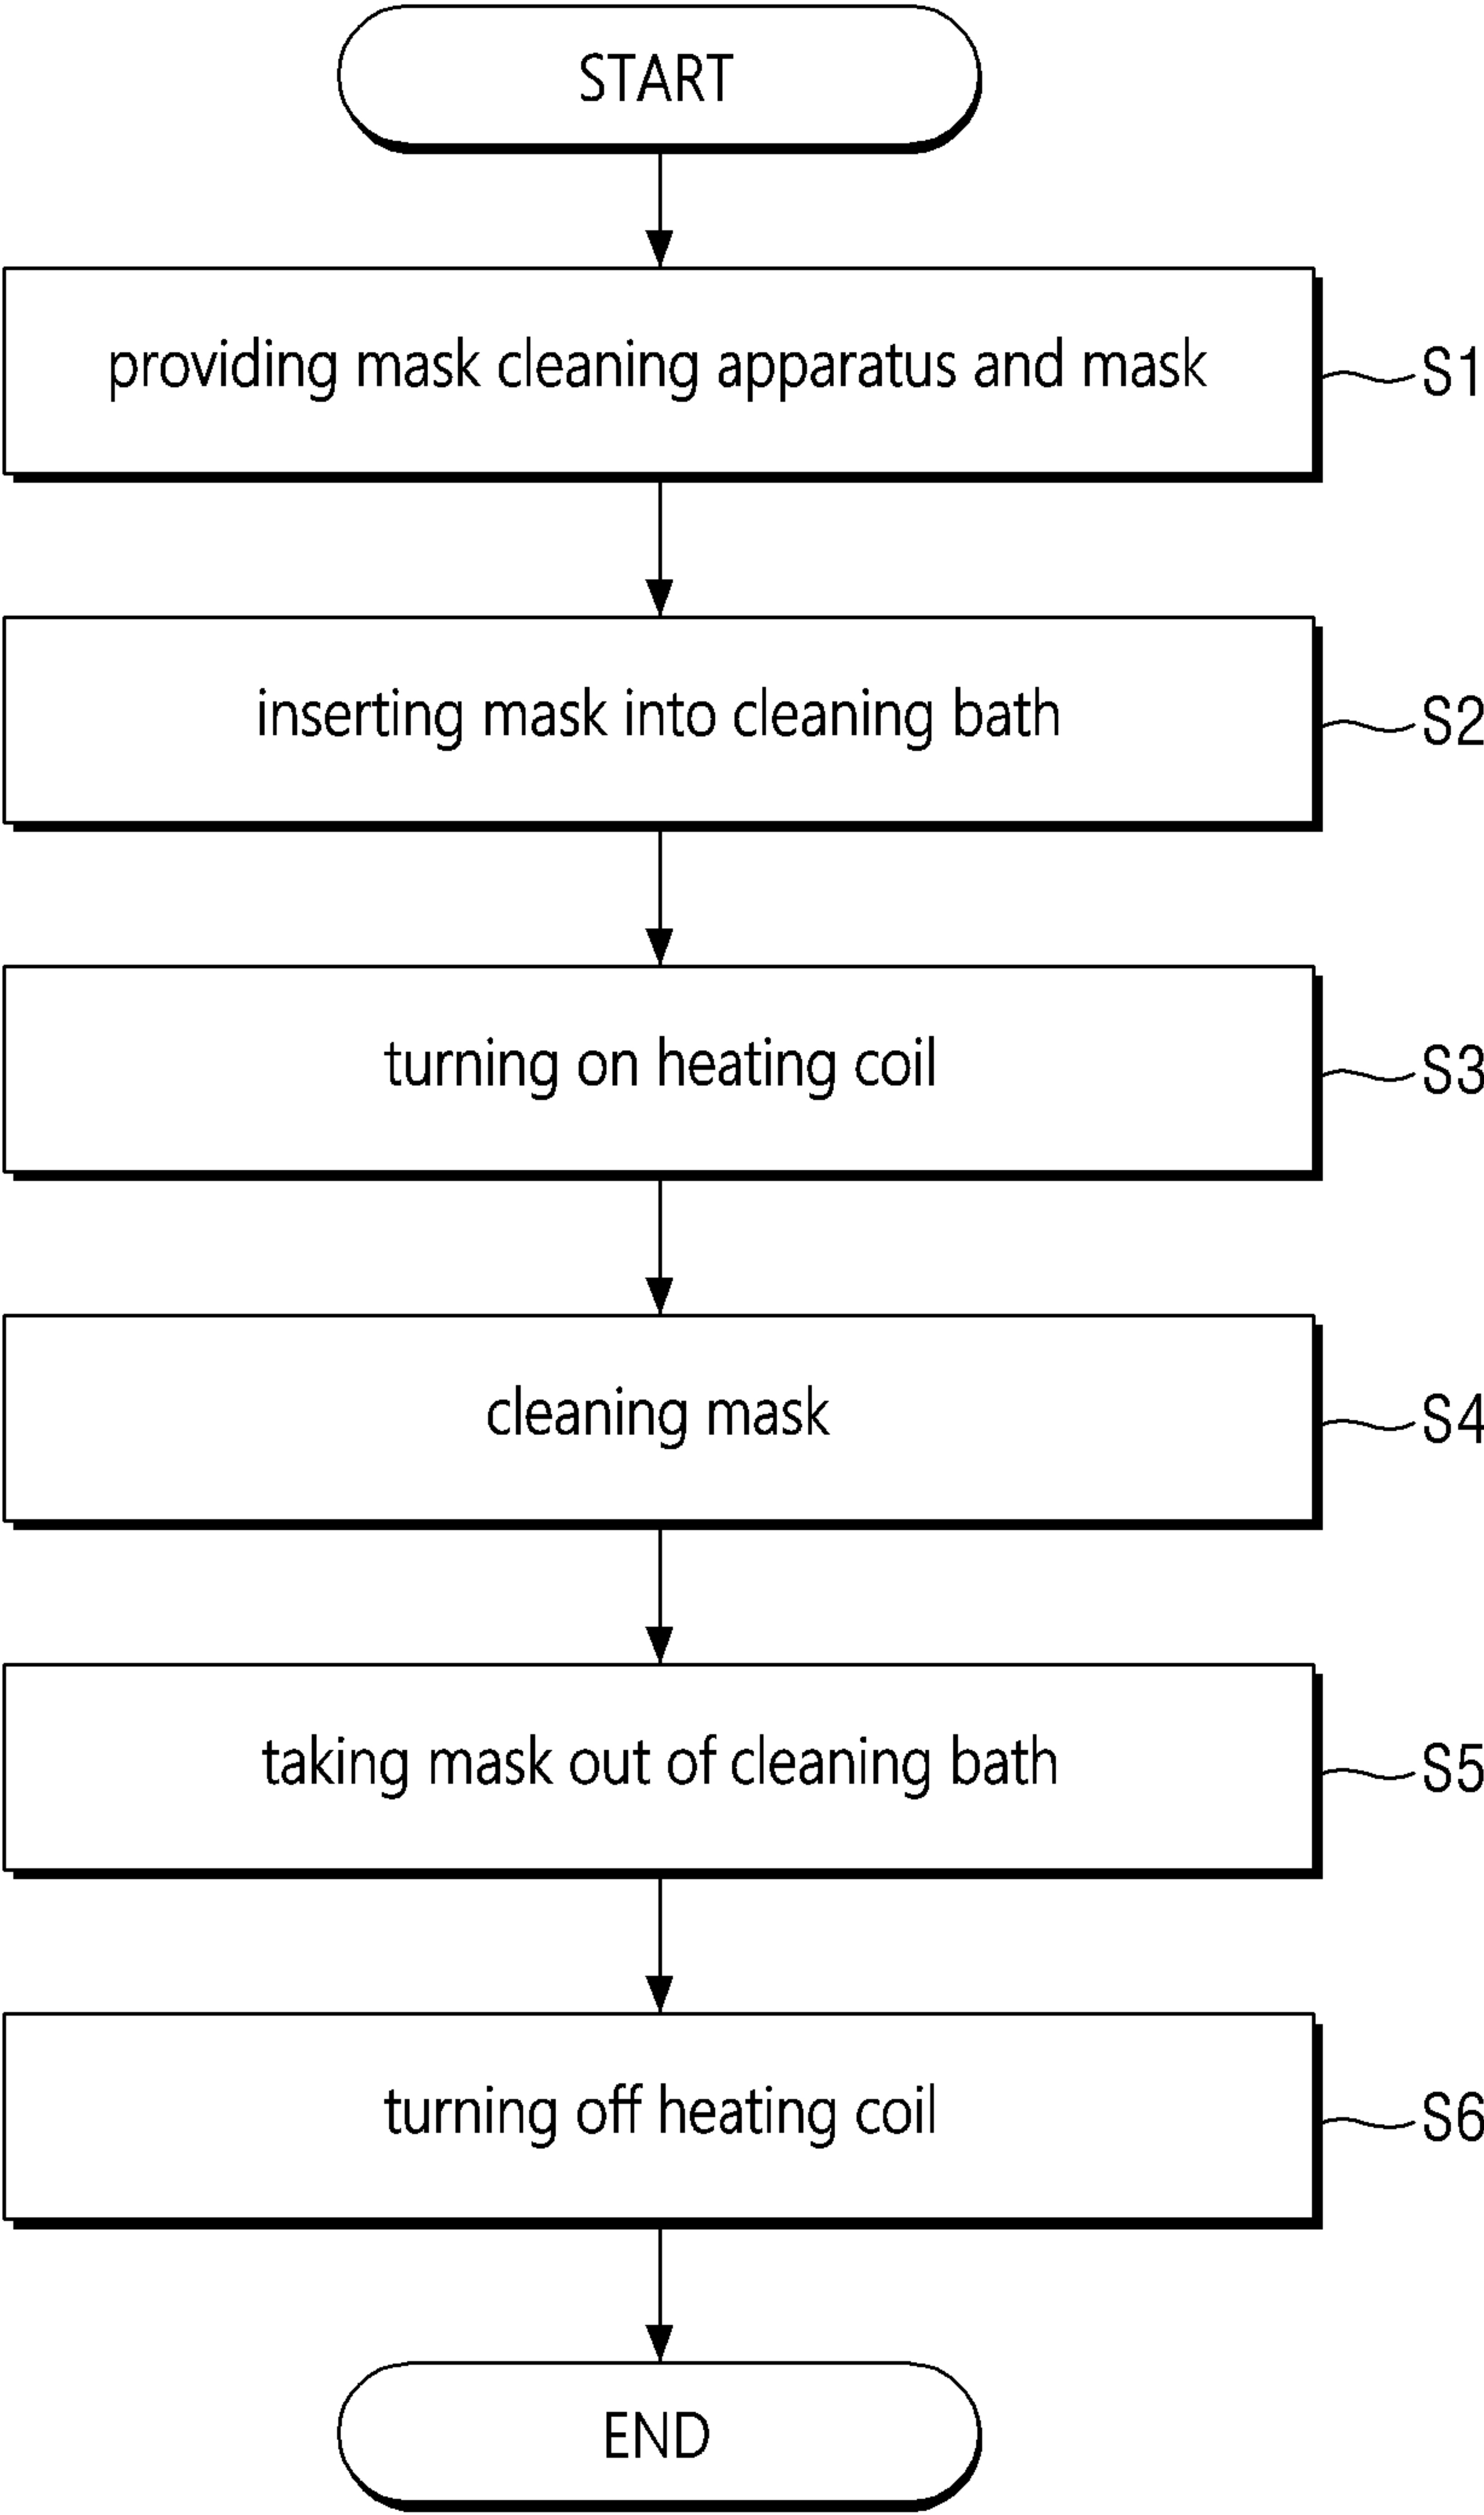 START
providing mask cleaning apparatus and mask
S1
inserting mask into cleaning bath
S2
turning on heating coil
S3
cleaning mask
S4
taking mask out of cleaning bath
S5
turning off heating coil
S6
END